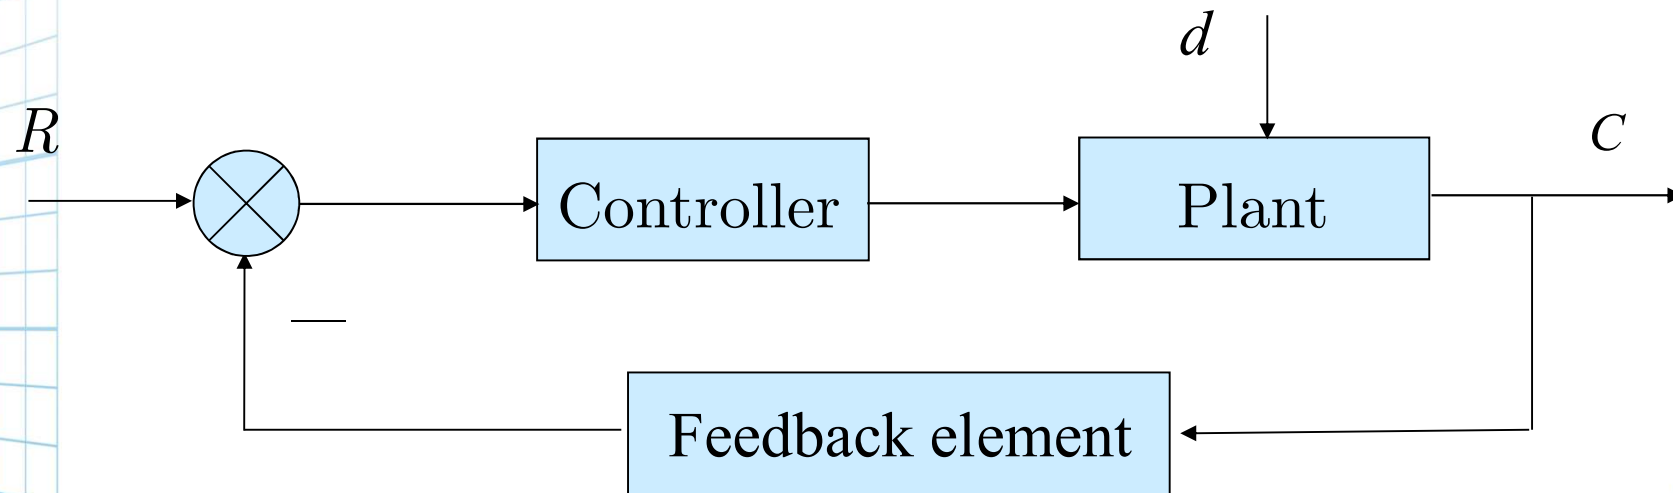 d
R
C
Controller
Plant
—
Feedback element